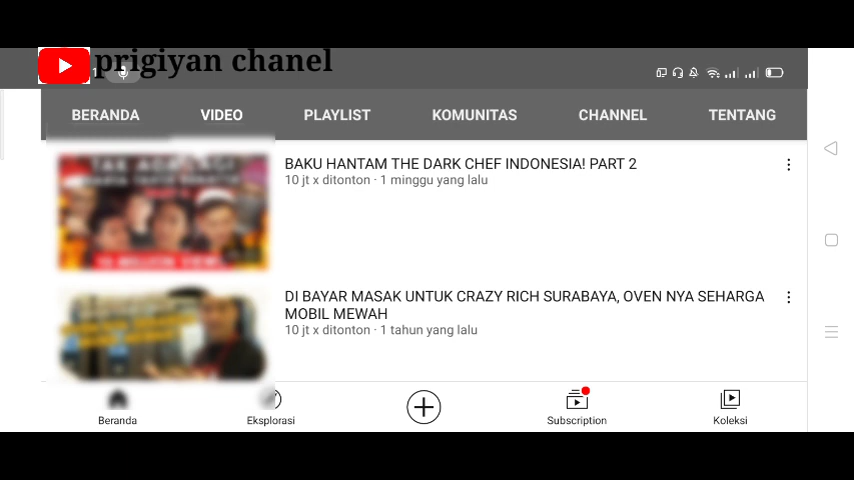 prigiyan chanel
1
BERANDA VIDEO PLAYLIST KOMUNITAS CHANNEL TENTANG
BAKU HANTAM THE DARK CHEF INDONESIA! PART 2
10 jt x ditonton · 1 minggu yang lalu
DI BAYAR MASAK UNTUK CRAZY RICH SURABAYA, OVEN NYA SEHARGA
MOBIL MEWAH
10 jt x ditonton · 1 tahun yang lalu
Beranda Eksplorasi Subscription Koleksi